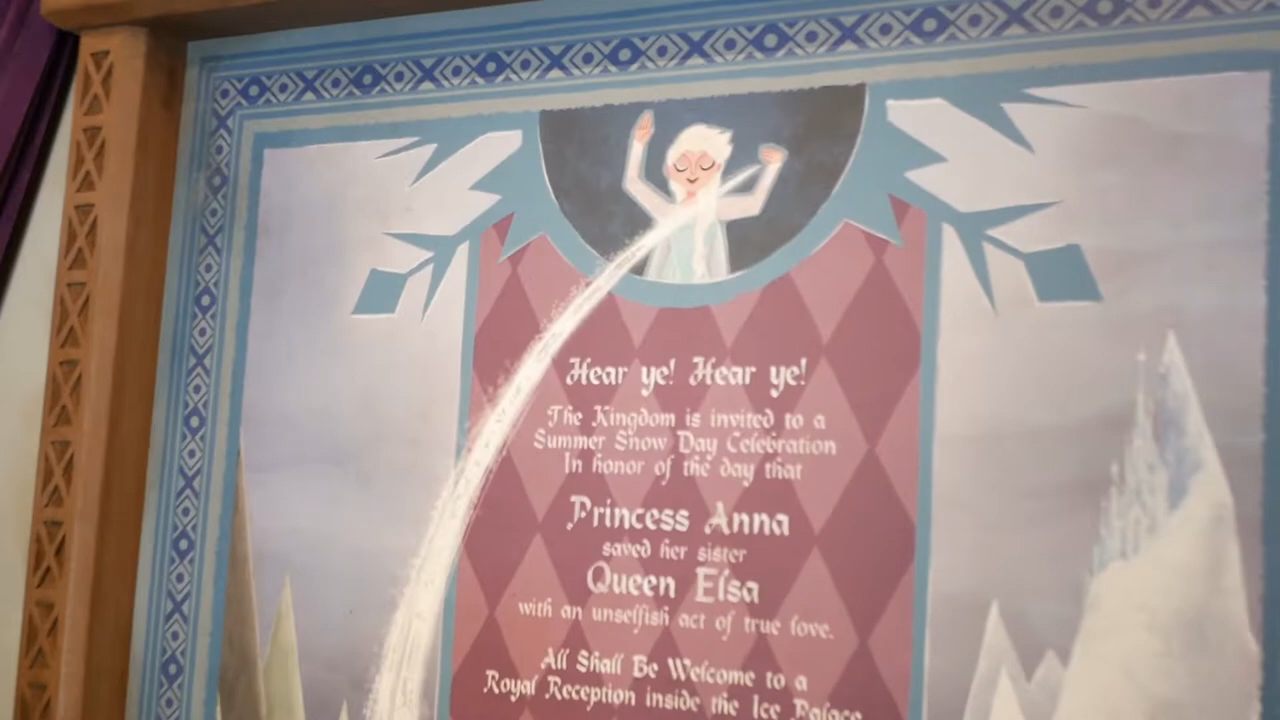 Hear ye! Hear ye!
The Kingdom is invited to a
Summer Snow Day Celebration
In honor of the day that
Princess Anna
saved her sister
Queen Elsa
with an unselfish act of true love.
All Shall Be Welcome to a
Royal Reception inside the Ice Palace